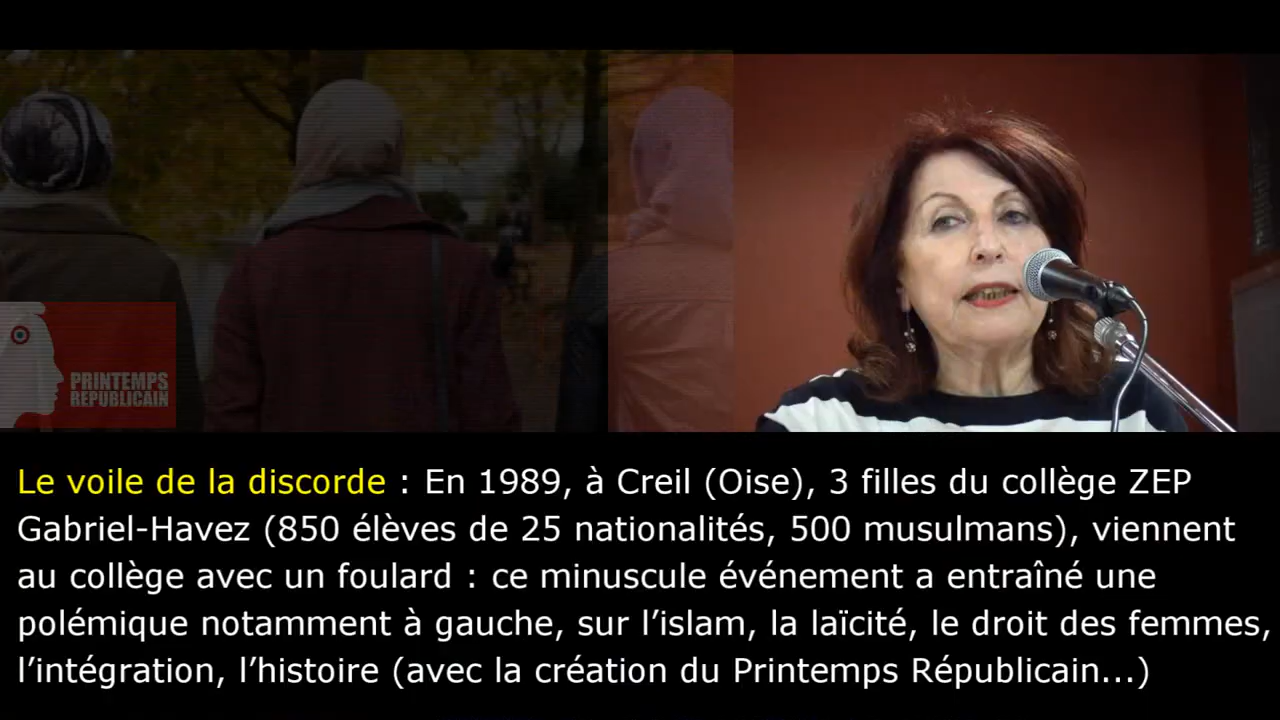 PRINTEMPS
RÉPUBLICAIN
Le voile de la discorde : En 1989, à Creil (Oise), 3 filles du collège ZEP
Gabriel-Havez (850 élèves de 25 nationalités, 500 musulmans), viennent
au collège avec un foulard : ce minuscule événement a entraîné une
polémique notamment à gauche, sur l’islam, la laïcité, le droit des femmes,
l’intégration, l’histoire (avec la création du Printemps Républicain...)